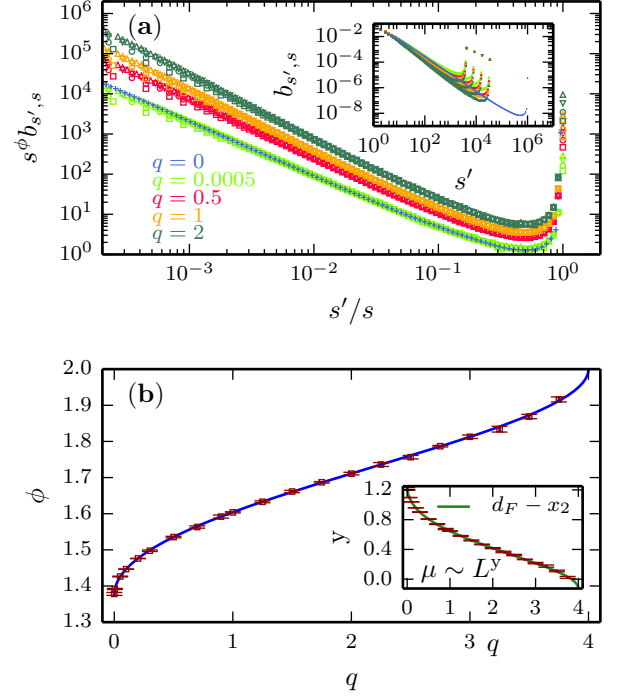 (a)
s^ϕ b_{s′,s}
10^6
10^5
10^4
10^3
10^2
10^1
10^0
q = 0
q = 0.0005
q = 0.5
q = 1
q = 2
10^{−3} 10^{−2} 10^{−1} 10^0
s′/s
b_{s′,s}
10^{−2}
10^{−4}
10^{−6}
10^{−8}
10^0 10^2 10^4 10^6
s′
(b)
ϕ
2.0
1.9
1.8
1.7
1.6
1.5
1.4
1.3
0 1 2 3 4
q
y
1.2
0.8
0.4
0.0
d_F − x_2
μ ∼ L^y
0 1 2 3 4
q